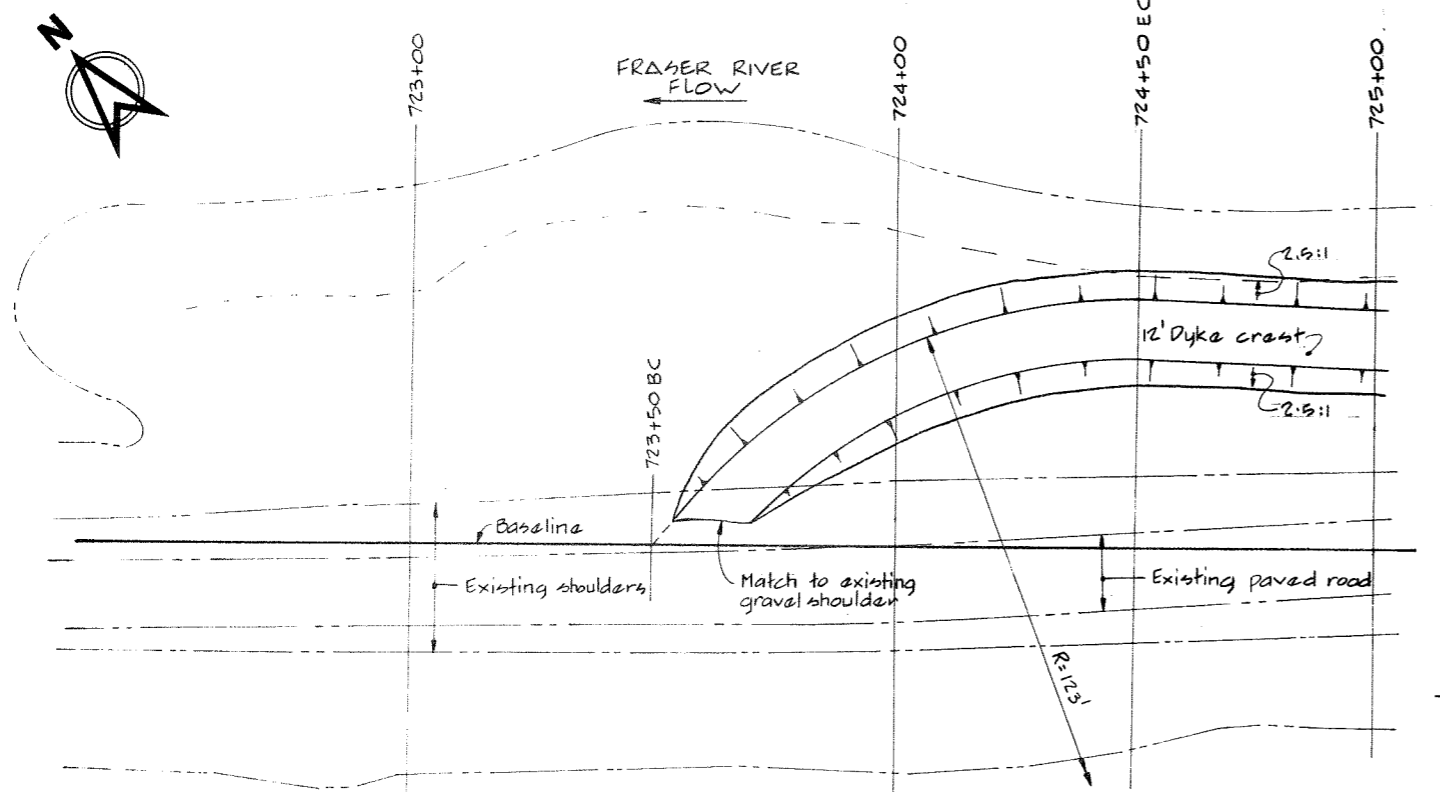 N
723+00
FRASER RIVER
FLOW
724+00
724+50 EC
725+00
2.5:1
12' Dyke crest
2.5:1
723+50 BC
Baseline
Existing shoulders
Match to existing
gravel shoulder
Existing paved road
R=123'